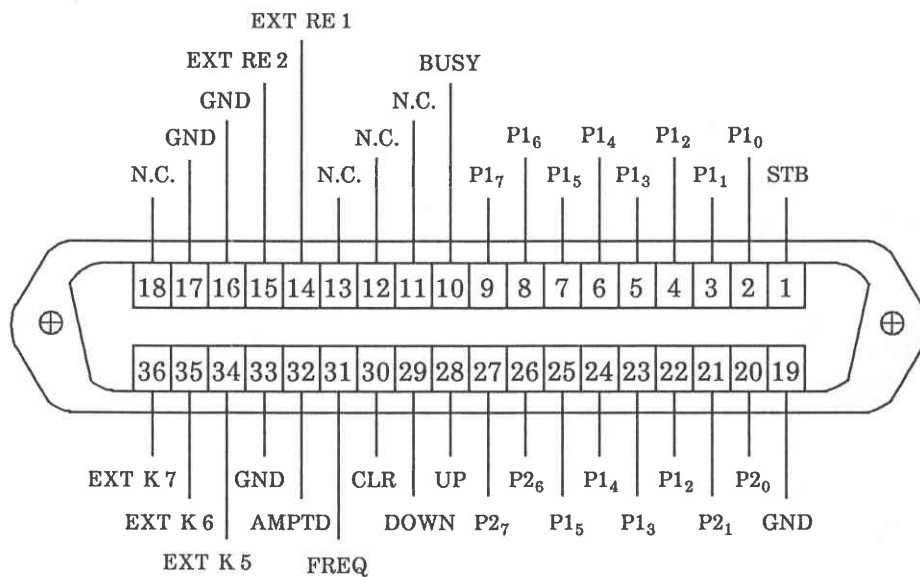 EXT RE 1
EXT RE 2 BUSY
GND N.C.
GND N.C. P1₆ P1₄ P1₂ P1₀
N.C. N.C. P1₇ P1₅ P1₃ P1₁ STB
18 17 16 15 14 13 12 11 10 9 8 7 6 5 4 3 2 1
36 35 34 33 32 31 30 29 28 27 26 25 24 23 22 21 20 19
EXT K 7 GND CLR UP P2₆ P1₄ P1₂ P2₀
EXT K 6 AMPTD DOWN P2₇ P1₅ P1₃ P2₁ GND
EXT K 5 FREQ